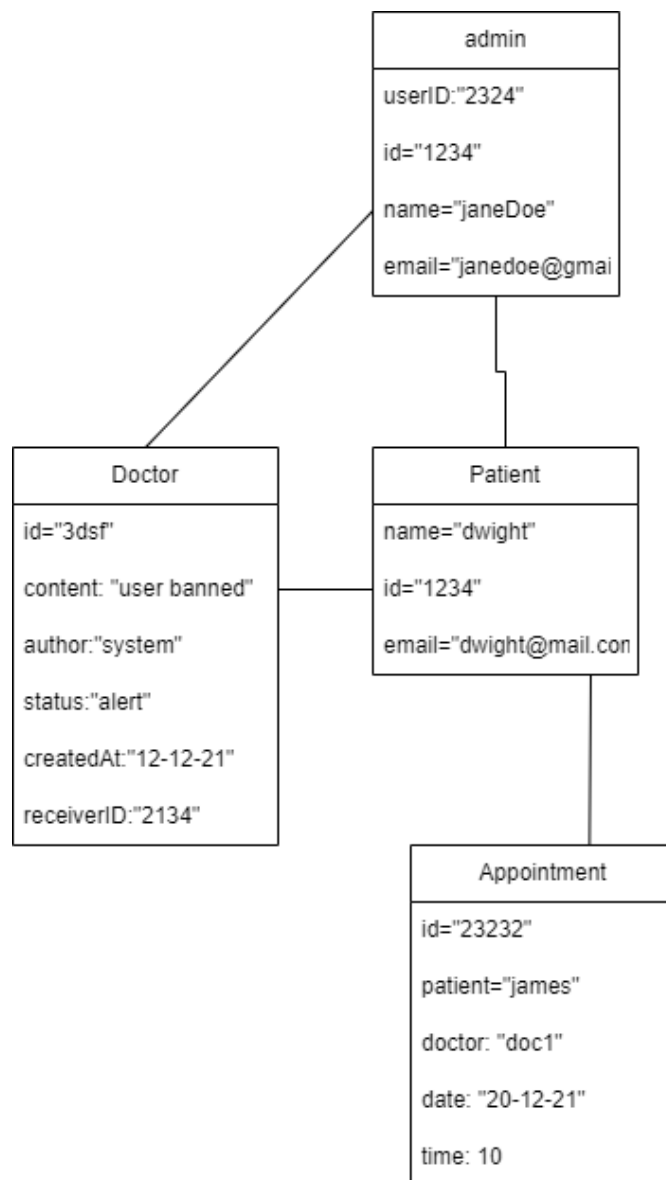 admin
userID:"2324"
id="1234"
name="janeDoe"
email="janedoe@gmai
Doctor
id="3dsf"
content: "user banned"
author:"system"
status:"alert"
createdAt:"12-12-21"
receiverID:"2134"
Patient
name="dwight"
id="1234"
email="dwight@mail.con
Appointment
id="23232"
patient="james"
doctor: "doc1"
date: "20-12-21"
time: 10